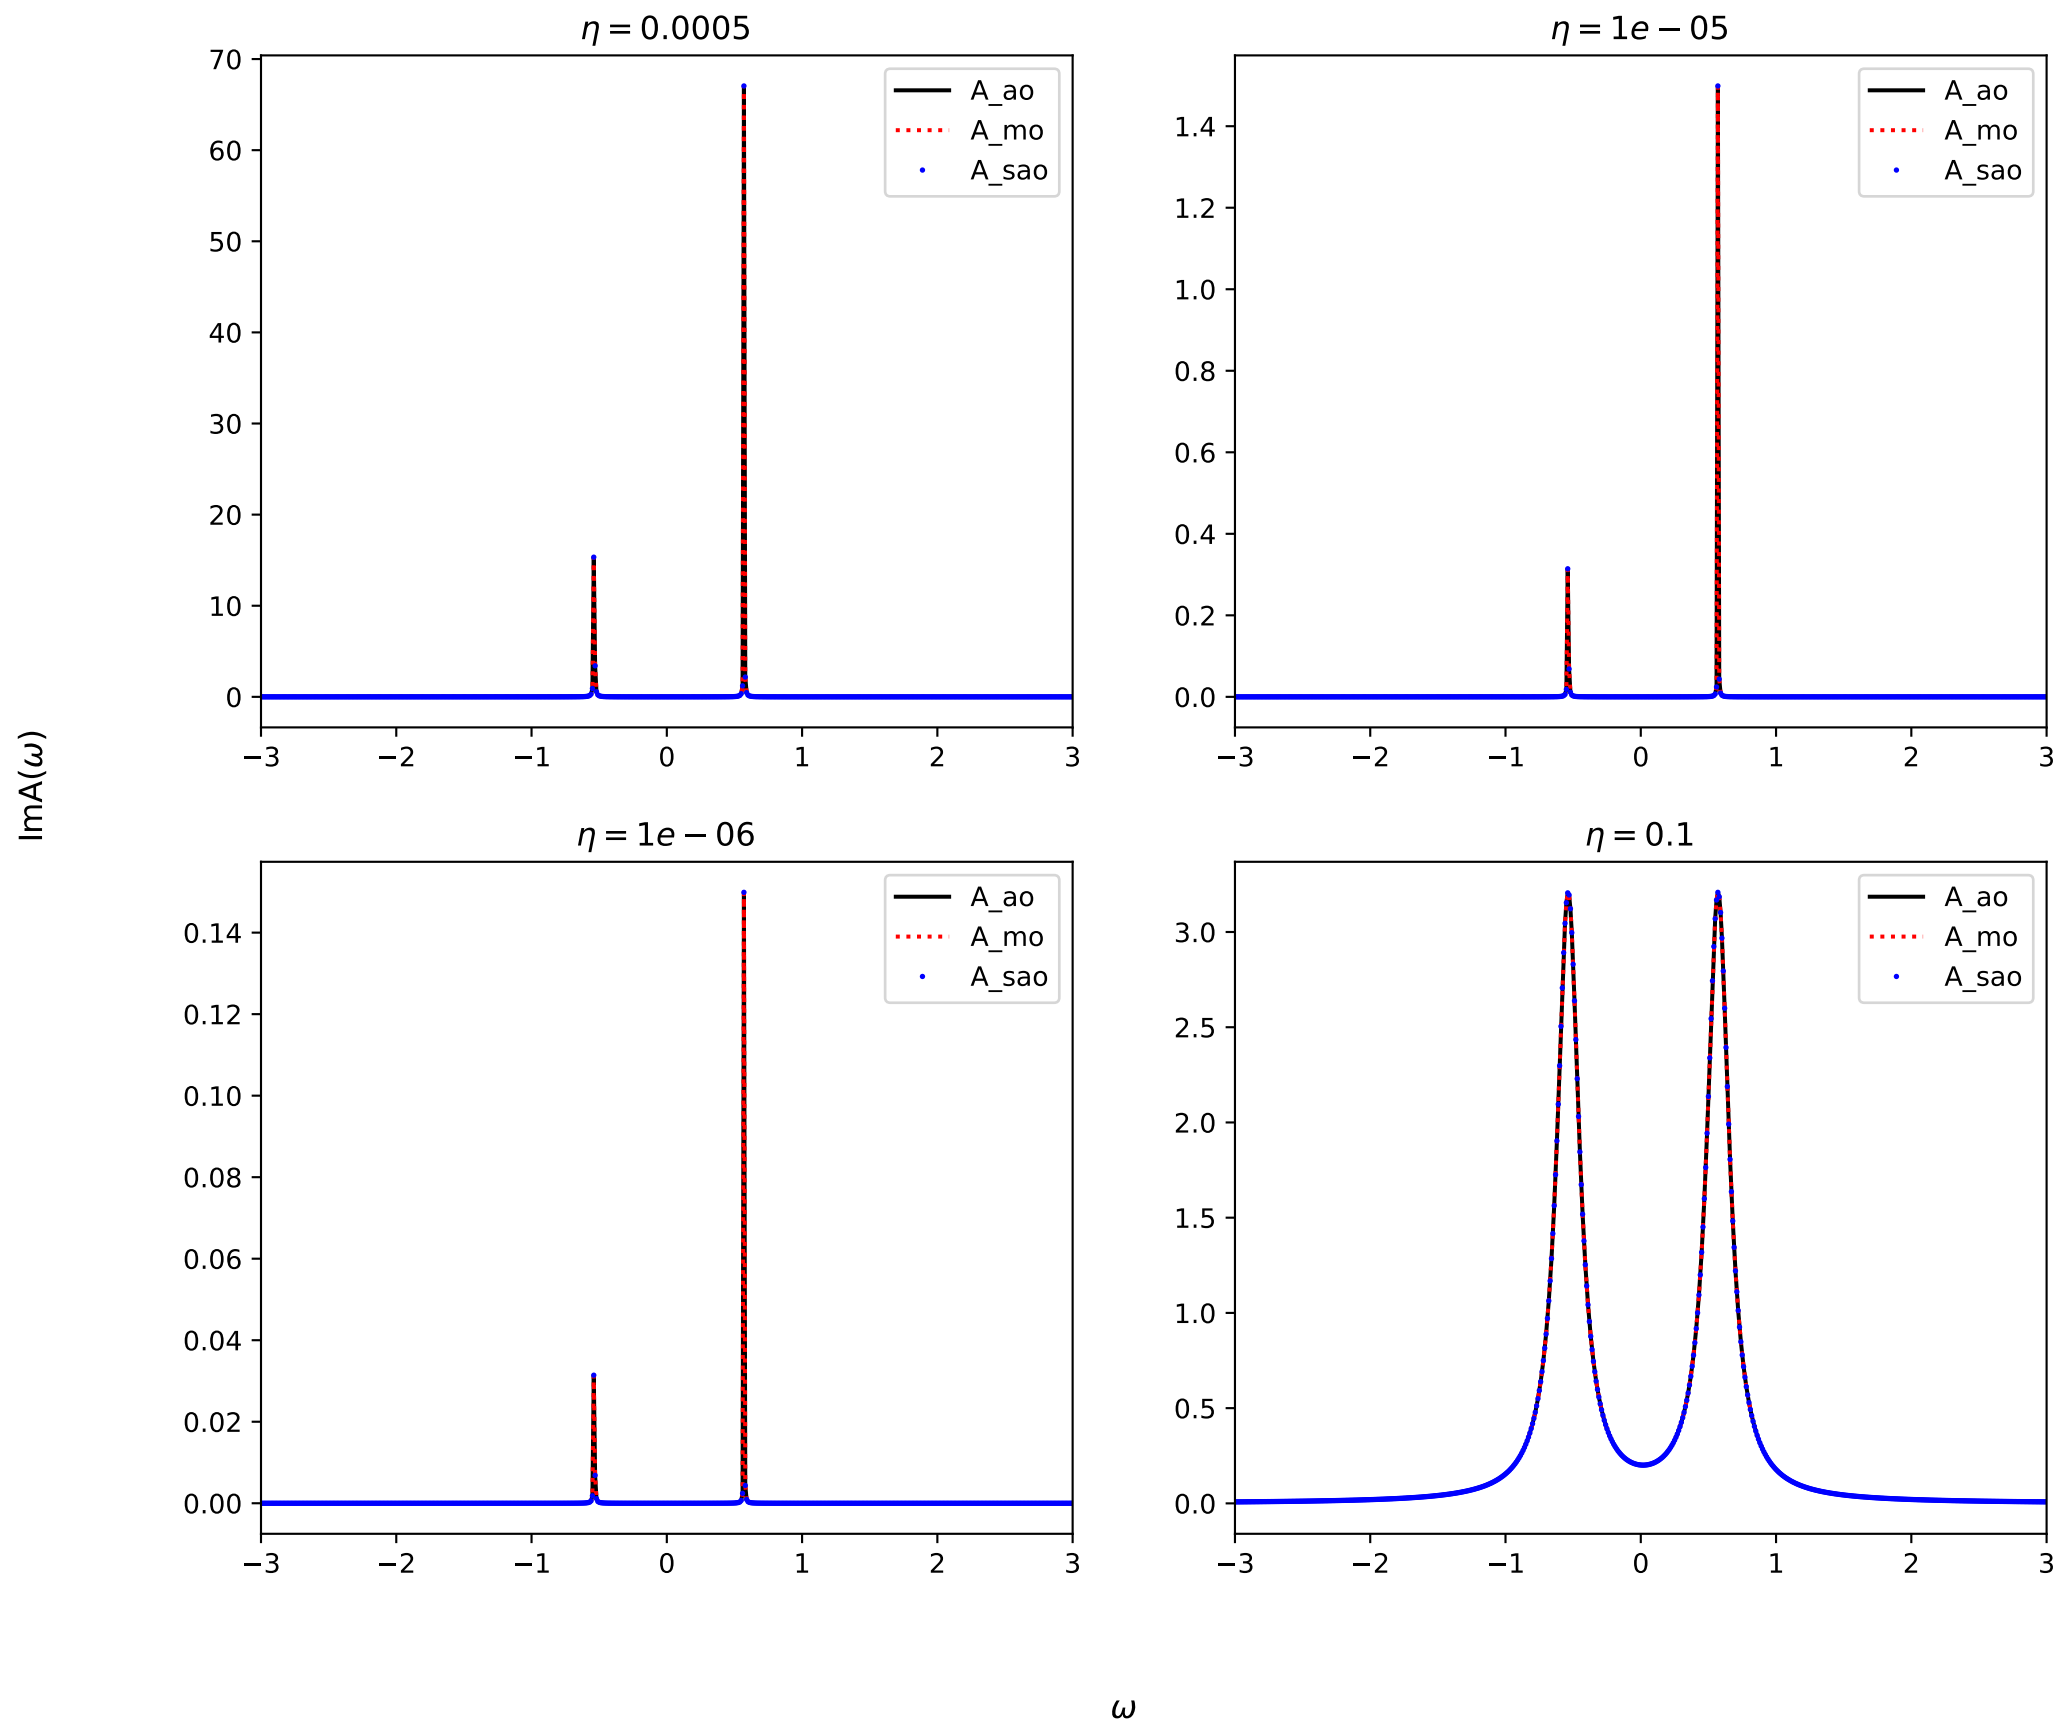 η = 0.0005
70
60
50
40
30
20
10
0
−3 −2 −1 0 1 2 3
A_ao
A_mo
A_sao
η = 1e − 05
1.4
1.2
1.0
0.8
0.6
0.4
0.2
0.0
−3 −2 −1 0 1 2 3
A_ao
A_mo
A_sao
ImA(ω)
η = 1e − 06
0.14
0.12
0.10
0.08
0.06
0.04
0.02
0.00
−3 −2 −1 0 1 2 3
A_ao
A_mo
A_sao
η = 0.1
3.0
2.5
2.0
1.5
1.0
0.5
0.0
−3 −2 −1 0 1 2 3
A_ao
A_mo
A_sao
ω